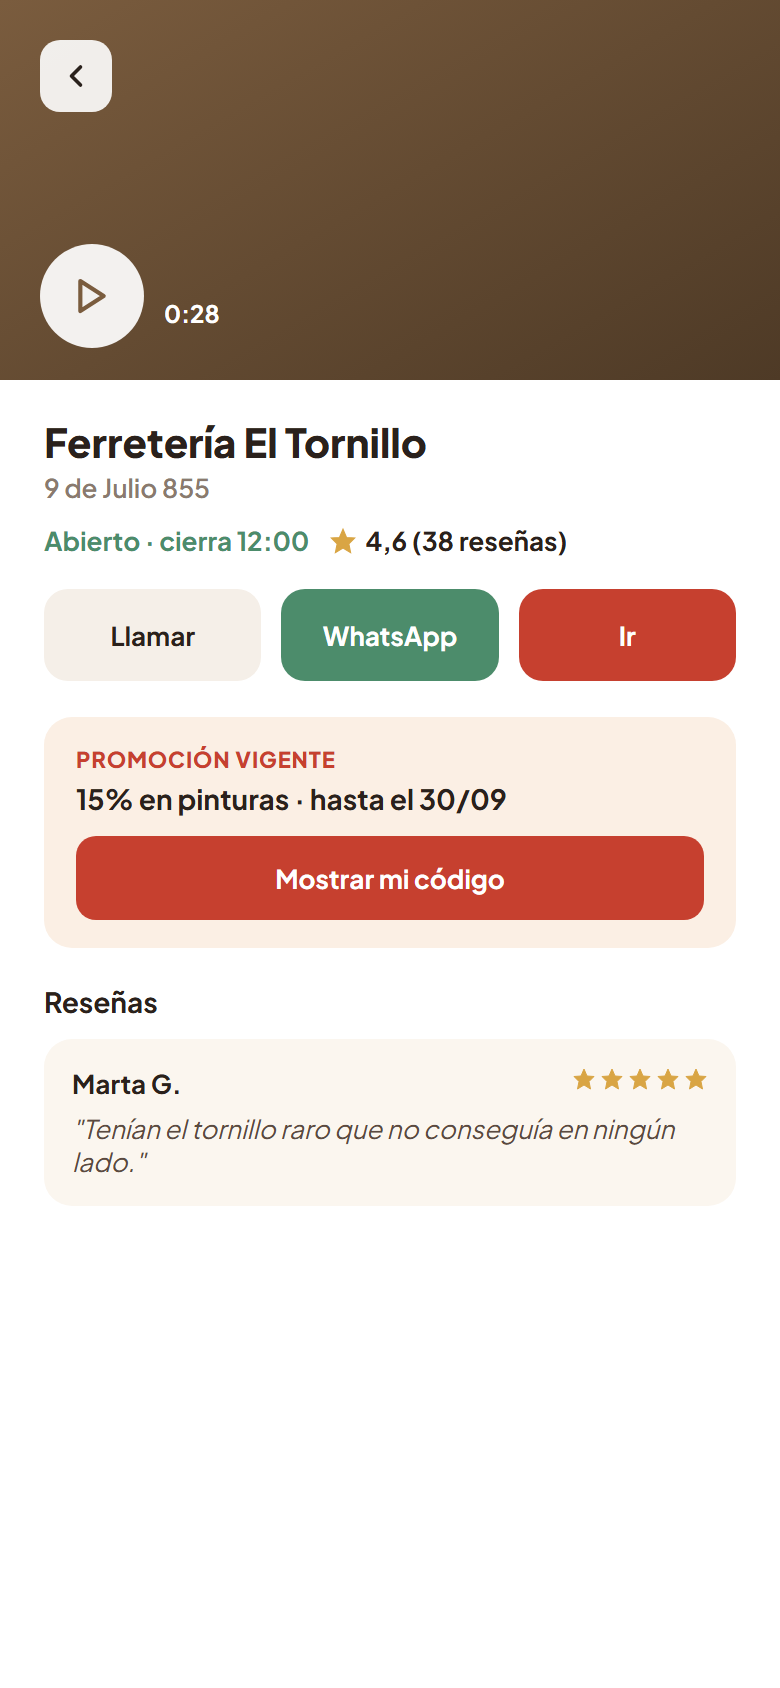 0:28
Ferretería El Tornillo
9 de Julio 855
Abierto · cierra 12:00 4,6 (38 reseñas)
Llamar WhatsApp Ir
PROMOCIÓN VIGENTE
15% en pinturas · hasta el 30/09
Mostrar mi código
Reseñas
Marta G.
"Tenían el tornillo raro que no conseguía en ningún
lado."